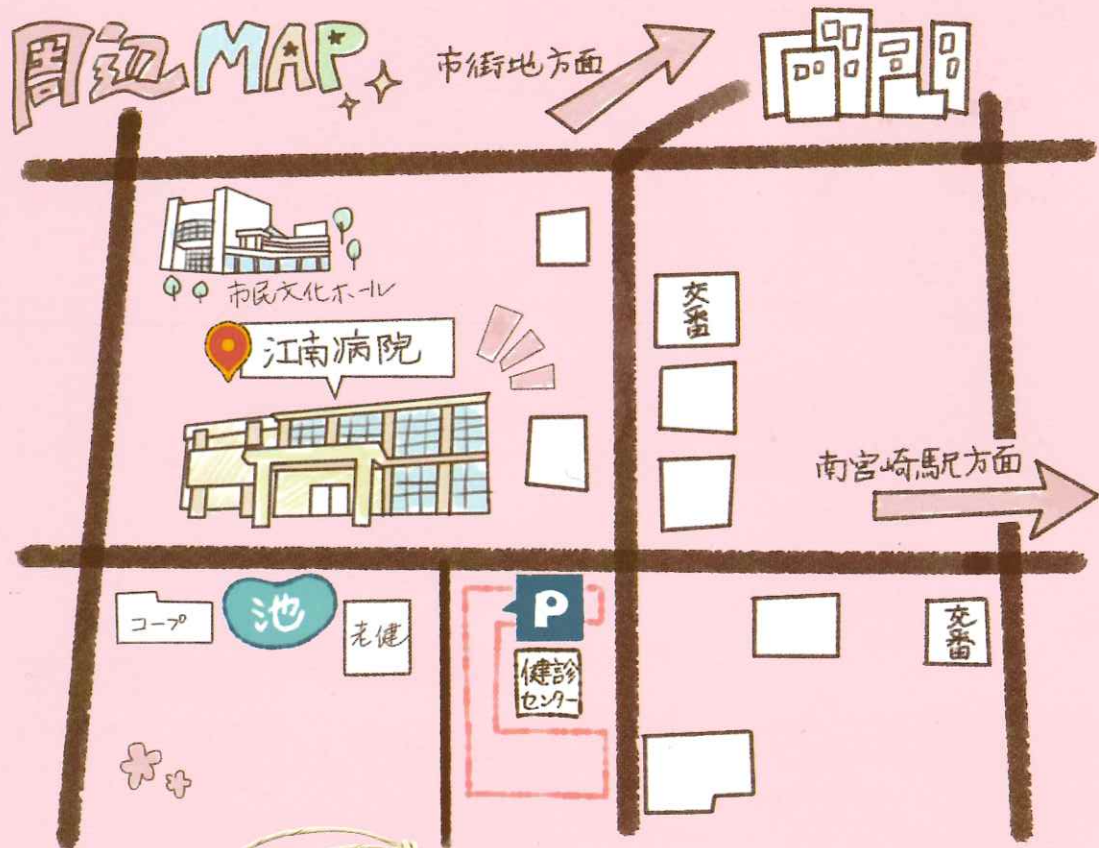 周辺MAP
市街地方面
市民文化ホール
江南病院
交番
南宮崎駅方面
コープ
池
老健
P
健診
センター
交番